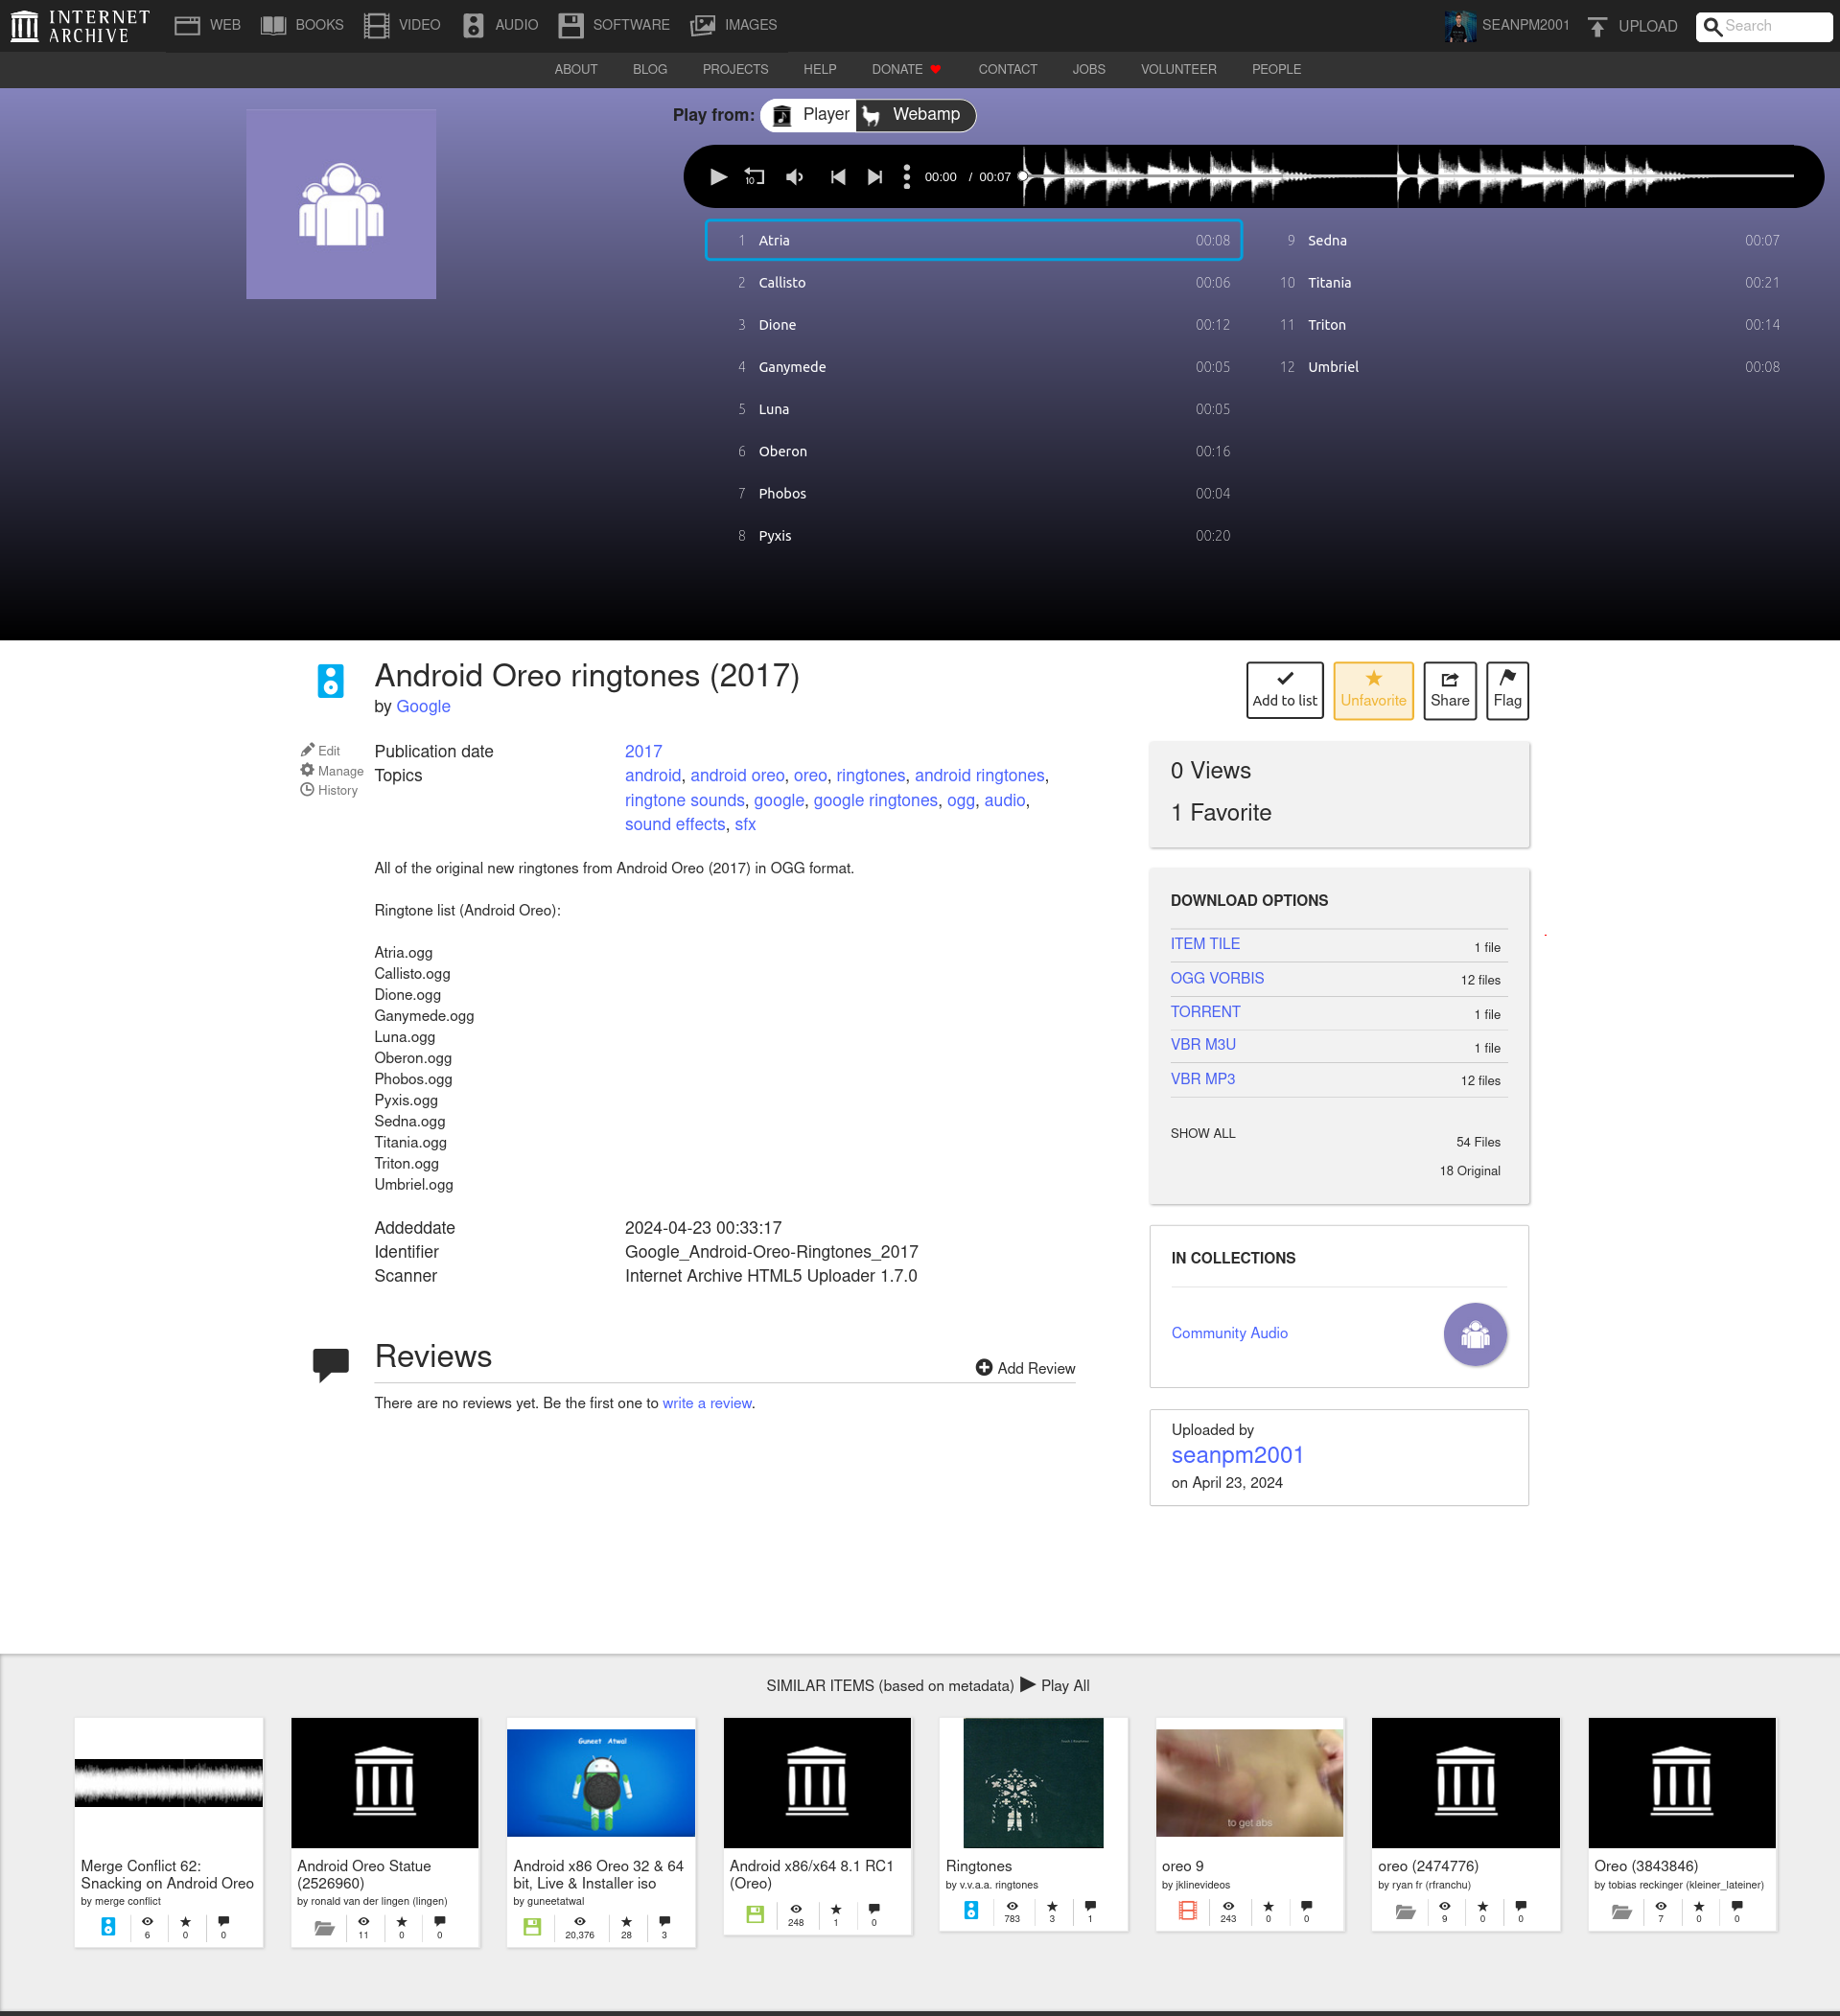 INTERNET ARCHIVE
WEB BOOKS VIDEO AUDIO SOFTWARE IMAGES SEANPM2001 UPLOAD Search
ABOUT BLOG PROJECTS HELP DONATE CONTACT JOBS VOLUNTEER PEOPLE
Play from: Player Webamp
10 00:00 / 00:07
1 Atria 00:08
2 Callisto 00:06
3 Dione 00:12
4 Ganymede 00:05
5 Luna 00:05
6 Oberon 00:16
7 Phobos 00:04
8 Pyxis 00:20
9 Sedna 00:07
10 Titania 00:21
11 Triton 00:14
12 Umbriel 00:08
Android Oreo ringtones (2017)
by Google
Add to list Unfavorite Share Flag
Edit
Manage
History
Publication date 2017
Topics android, android oreo, oreo, ringtones, android ringtones,
ringtone sounds, google, google ringtones, ogg, audio,
sound effects, sfx
All of the original new ringtones from Android Oreo (2017) in OGG format.
Ringtone list (Android Oreo):
Atria.ogg
Callisto.ogg
Dione.ogg
Ganymede.ogg
Luna.ogg
Oberon.ogg
Phobos.ogg
Pyxis.ogg
Sedna.ogg
Titania.ogg
Triton.ogg
Umbriel.ogg
Addeddate 2024-04-23 00:33:17
Identifier Google_Android-Oreo-Ringtones_2017
Scanner Internet Archive HTML5 Uploader 1.7.0
Reviews
Add Review
There are no reviews yet. Be the first one to write a review.
0 Views
1 Favorite
DOWNLOAD OPTIONS
ITEM TILE 1 file
OGG VORBIS 12 files
TORRENT 1 file
VBR M3U 1 file
VBR MP3 12 files
SHOW ALL 54 Files
18 Original
IN COLLECTIONS
Community Audio
Uploaded by
seanpm2001
on April 23, 2024
SIMILAR ITEMS (based on metadata) Play All
Merge Conflict 62:
Snacking on Android Oreo
by merge conflict
6 0 0
Android Oreo Statue
(2526960)
by ronald van der lingen (lingen)
11 0 0
Guneet Atwal
Android x86 Oreo 32 & 64
bit, Live & Installer iso
by guneetatwal
20,376 28 3
Android x86/x64 8.1 RC1
(Oreo)
248 1 0
Ringtones
by v.v.a.a. ringtones
783 3 1
to get abs
oreo 9
by jklinevideos
243 0 0
oreo (2474776)
by ryan fr (rfranchu)
9 0 0
Oreo (3843846)
by tobias reckinger (kleiner_lateiner)
7 0 0